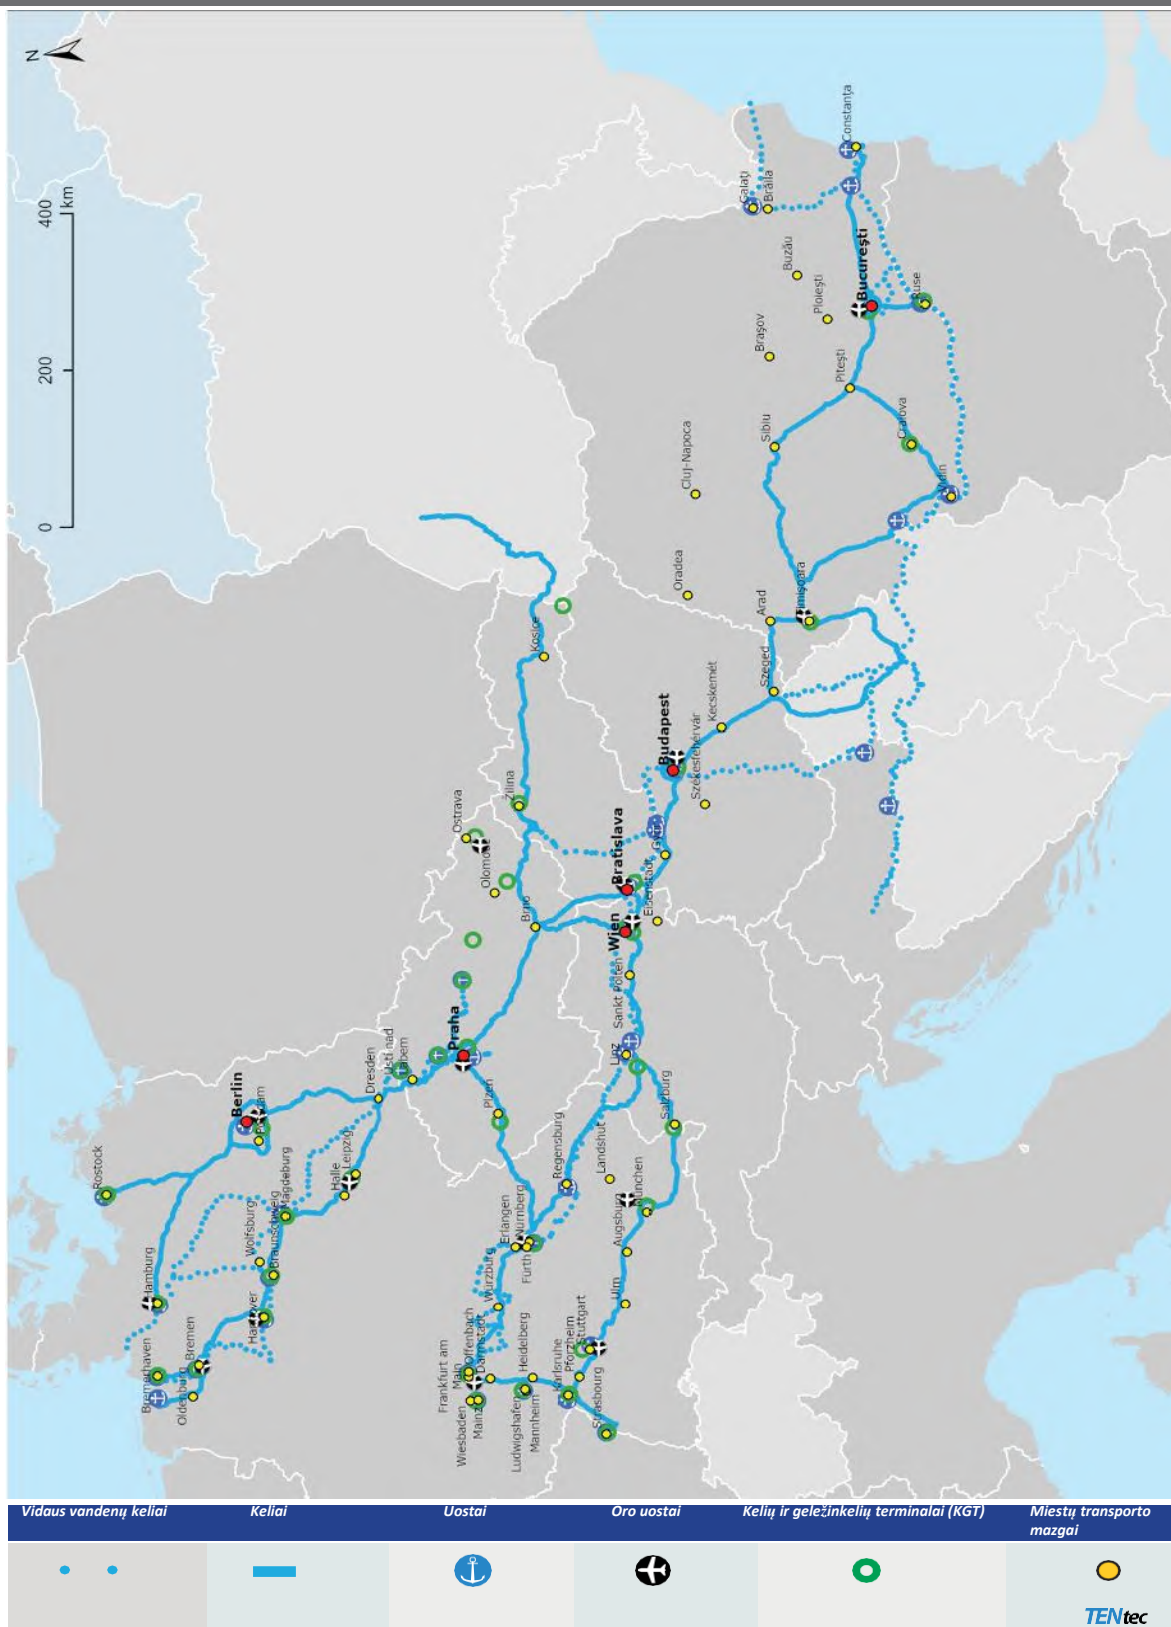 N
400
km
200
0
Constanța
Galați
Brăila
Buzău
București
Ploiești
Ruse
Brașov
Pitești
Sibiu
Craiova
Cluj-Napoca
Vidin
Oradea
Arad
Timișoara
Košice
Szeged
Kecskemét
Budapest
Székesfehérvár
Žilina
Ostrava
Olomouc
Bratislava
Eisenstadt
Brno
Wien
Sankt Pölten
Praha
Linz
Ústí nad
Labem
Dresden
Plzeň
Salzburg
Berlin
Rostock
Regensburg
Landshut
Halle
Leipzig
Magdeburg
München
Wolfsburg
Braunschweig
Erlangen
Nürnberg
Fürth
Augsburg
Hamburg
Würzburg
Ulm
Hannover
Bremen
Bremerhaven
Oldenburg
Frankfurt am
Main
Offenbach
Darmstadt
Heidelberg
Karlsruhe
Pforzheim
Stuttgart
Wiesbaden
Mainz
Ludwigshafen
Mannheim
Strasbourg
Vidaus vandenų keliai
Keliai
Uostai
Oro uostai
Kelių ir geležinkelių terminalai (KGT)
Miestų transporto
mazgai
TENtec